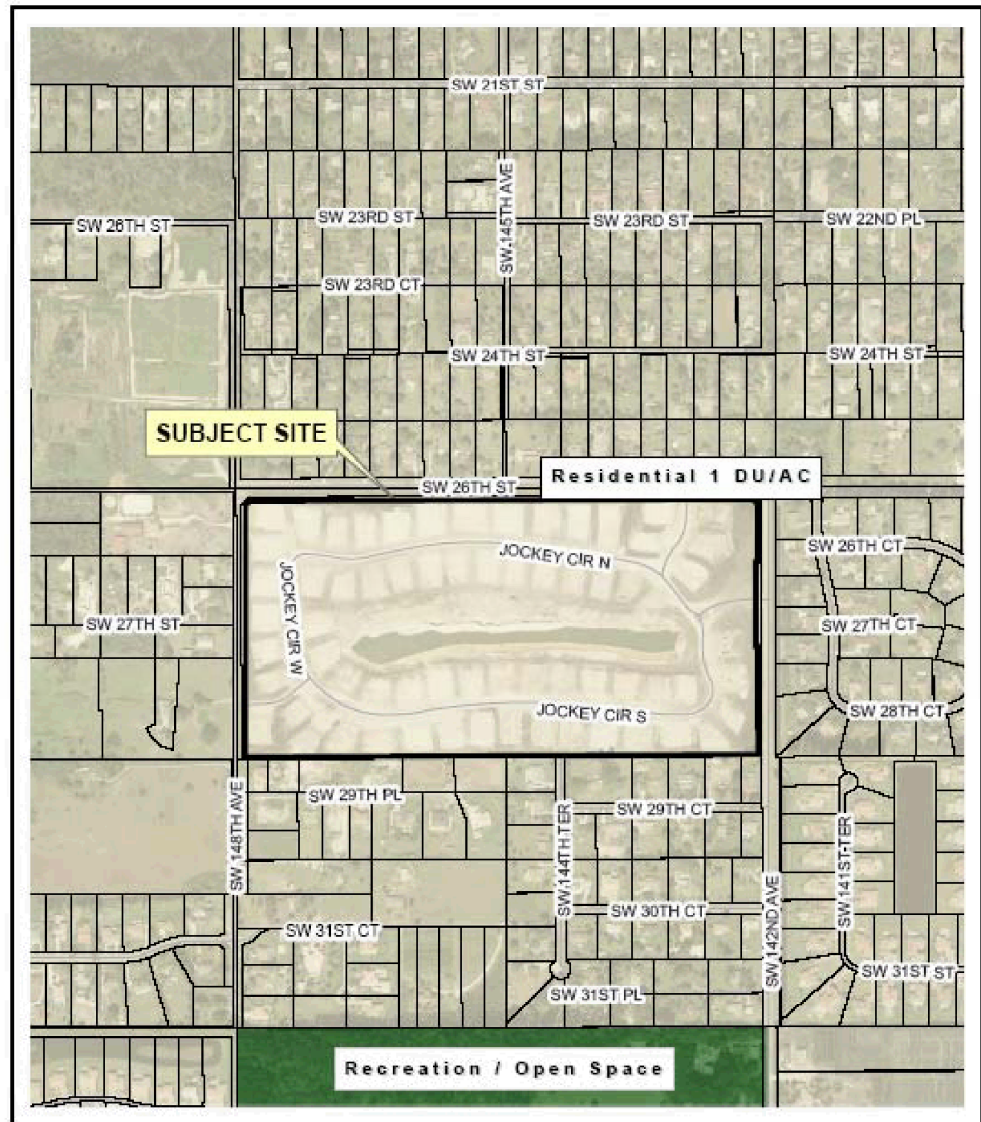 SW 21ST ST
SW 145TH AVE
SW 23RD ST
SW 23RD ST
SW 22ND PL
SW 26TH ST
SW 23RD CT
SW 24TH ST
SW 24TH ST
SUBJECT SITE
Residential 1 DU/AC
SW 26TH ST
SW 26TH CT
JOCKEY CIR N
JOCKEY CIR W
SW 27TH ST
SW 27TH CT
JOCKEY CIR S
SW 28TH CT
SW 29TH PL
SW 29TH CT
SW 148TH AVE
SW 144TH TER
SW 141ST TER
SW 142ND AVE
SW 30TH CT
SW 31ST CT
SW 31ST ST
SW 31ST PL
Recreation / Open Space